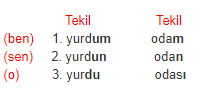 Tekil Tekil
(ben) 1. yurdum odam
(sen) 2. yurdun odan
(o) 3. yurdu odası